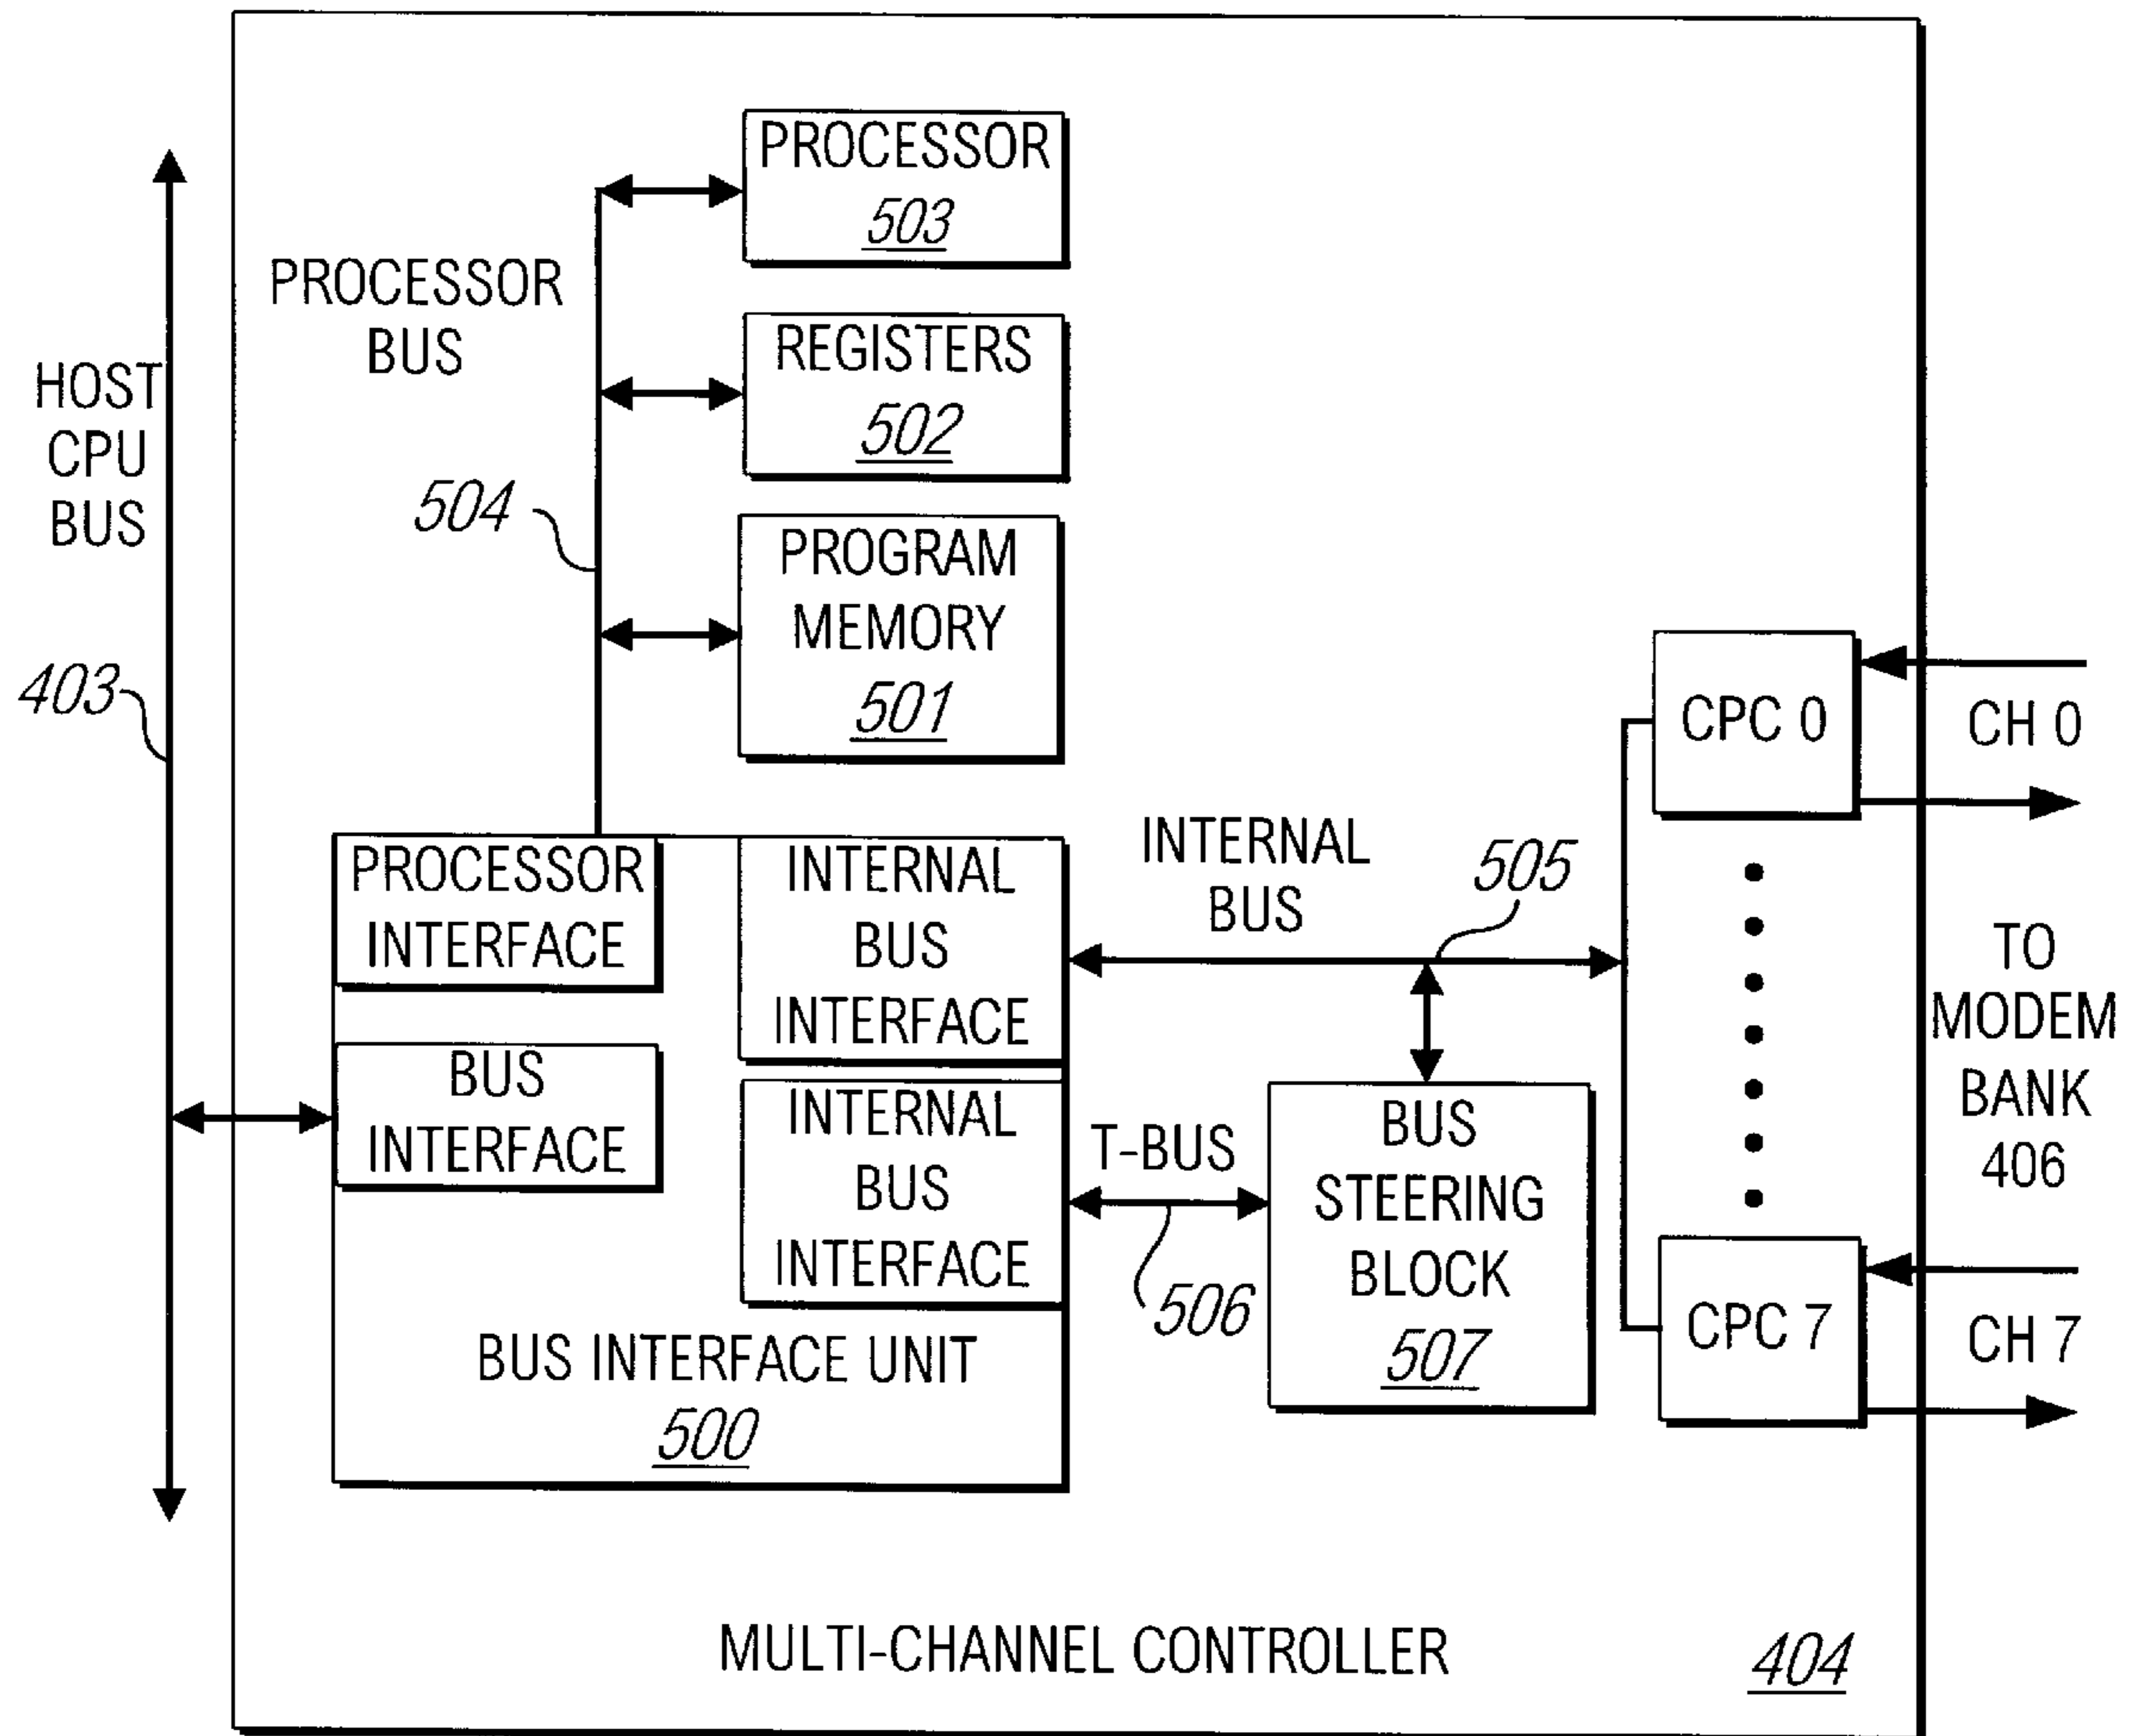 HOST
CPU
BUS
403
PROCESSOR
BUS
504
PROCESSOR
503
REGISTERS
502
PROGRAM
MEMORY
501
PROCESSOR
INTERFACE
BUS
INTERFACE
INTERNAL
BUS
INTERFACE
INTERNAL
BUS
INTERFACE
BUS INTERFACE UNIT
500
INTERNAL
BUS
505
T-BUS
506
BUS
STEERING
BLOCK
507
CPC 0
CH 0
TO
MODEM
BANK
406
CPC 7
CH 7
MULTI-CHANNEL CONTROLLER
404